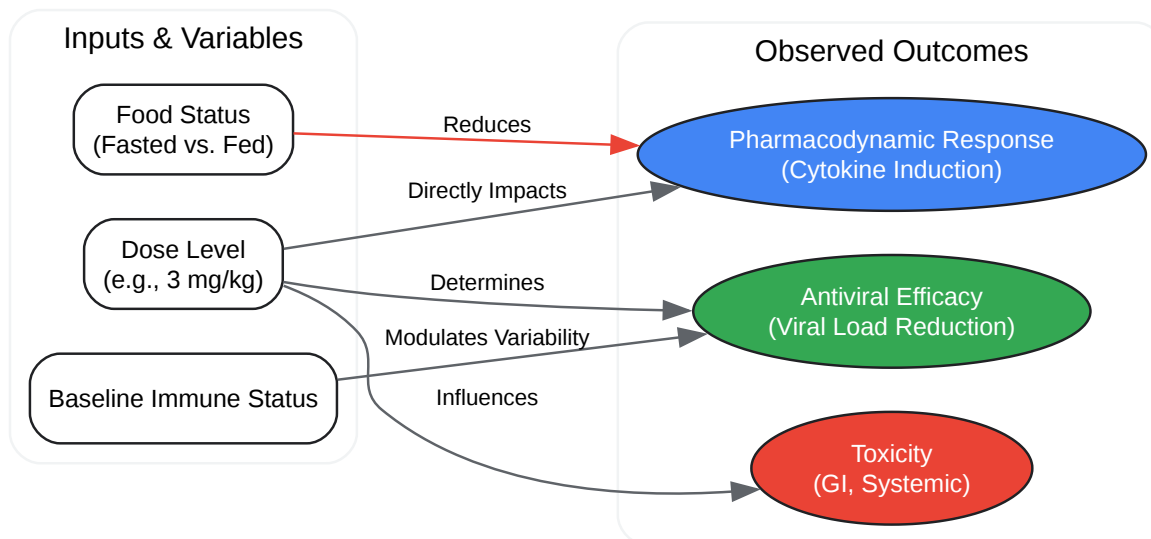 Inputs & Variables
Food Status
(Fasted vs. Fed)
Dose Level
(e.g., 3 mg/kg)
Baseline Immune Status
Reduces
Directly Impacts
Determines
Modulates Variability
Influences
Observed Outcomes
Pharmacodynamic Response
(Cytokine Induction)
Antiviral Efficacy
(Viral Load Reduction)
Toxicity
(GI, Systemic)